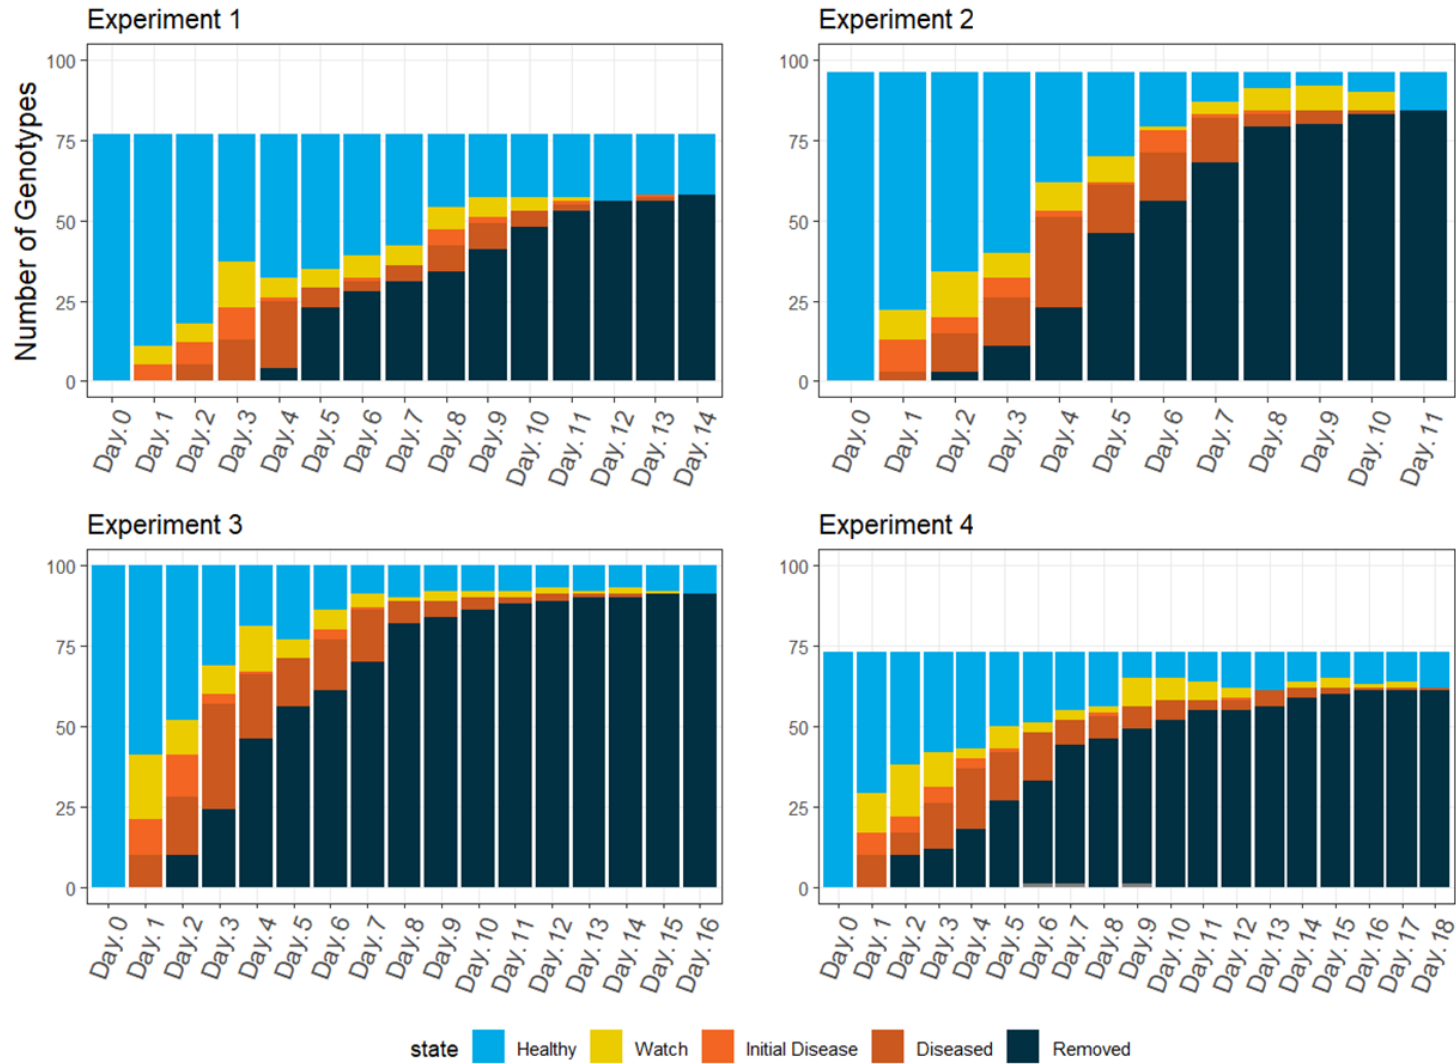 Experiment 1
Number of Genotypes
100
75
50
25
0
Day.0 Day.1 Day.2 Day.3 Day.4 Day.5 Day.6 Day.7 Day.8 Day.9 Day.10 Day.11 Day.12 Day.13 Day.14
Experiment 2
100
75
50
25
0
Day.0 Day.1 Day.2 Day.3 Day.4 Day.5 Day.6 Day.7 Day.8 Day.9 Day.10 Day.11
Experiment 3
100
75
50
25
0
Day.0 Day.1 Day.2 Day.3 Day.4 Day.5 Day.6 Day.7 Day.8 Day.9 Day.10 Day.11 Day.12 Day.13 Day.14 Day.15 Day.16
Experiment 4
100
75
50
25
0
Day.0 Day.1 Day.2 Day.3 Day.4 Day.5 Day.6 Day.7 Day.8 Day.9 Day.10 Day.11 Day.12 Day.13 Day.14 Day.15 Day.16 Day.17 Day.18
state Healthy Watch Initial Disease Diseased Removed